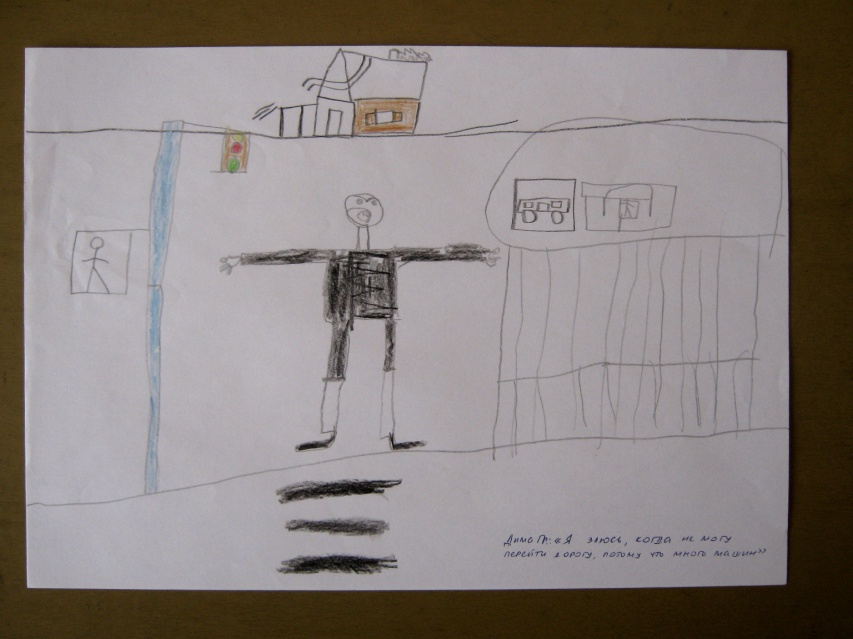 Дима П.: «Я злюсь, когда не могу
перейти дорогу, потому что много машин»